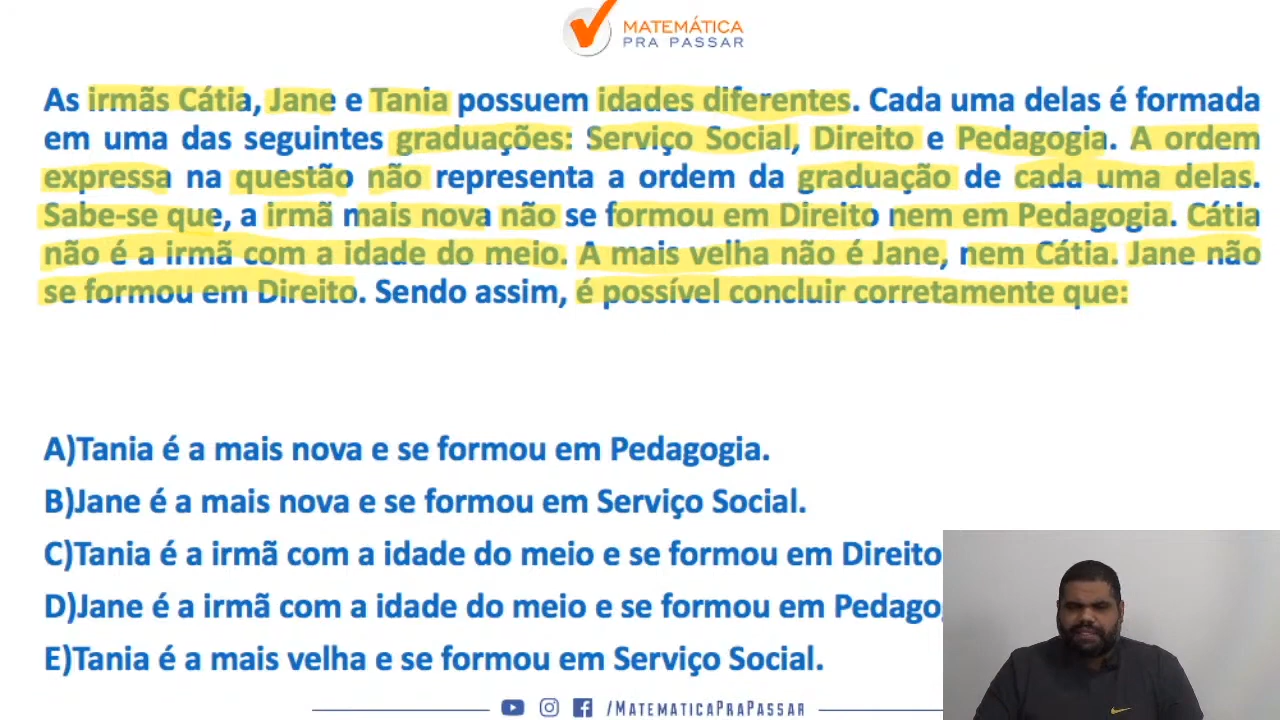 MATEMÁTICA
PRA PASSAR
As irmãs Cátia, Jane e Tania possuem idades diferentes. Cada uma delas é formada
em uma das seguintes graduações: Serviço Social, Direito e Pedagogia. A ordem
expressa na questão não representa a ordem da graduação de cada uma delas.
Sabe-se que, a irmã mais nova não se formou em Direito nem em Pedagogia. Cátia
não é a irmã com a idade do meio. A mais velha não é Jane, nem Cátia. Jane não
se formou em Direito. Sendo assim, é possível concluir corretamente que:
A)Tania é a mais nova e se formou em Pedagogia.
B)Jane é a mais nova e se formou em Serviço Social.
C)Tania é a irmã com a idade do meio e se formou em Direito
D)Jane é a irmã com a idade do meio e se formou em Pedago
E)Tania é a mais velha e se formou em Serviço Social.
/MATEMATICAPRAPASSAR